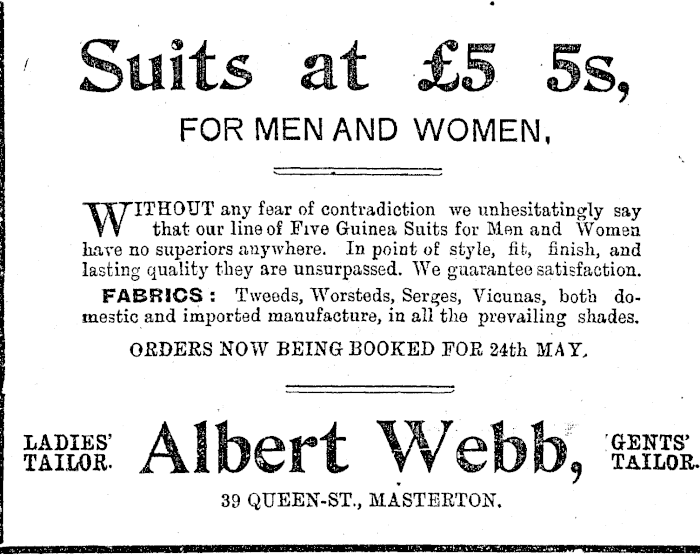 Suits at £5 5s,
FOR MEN AND WOMEN,
WITHOUT any fear of contradiction we unhesitatingly say
that our line of Five Guinea Suits for Men and Women
have no superiors anywhere. In point of style, fit, finish, and
lasting quality they are unsurpassed. We guarantee satisfaction.
FABRICS: Tweeds, Worsteds, Serges, Vicunas, both do-
mestic and imported manufacture, in all the prevailing shades.
ORDERS NOW BEING BOOKED FOR 24th MAY.
LADIES'
TAILOR.
Albert Webb,
GENTS'
TAILOR.
39 QUEEN-ST., MASTERTON.